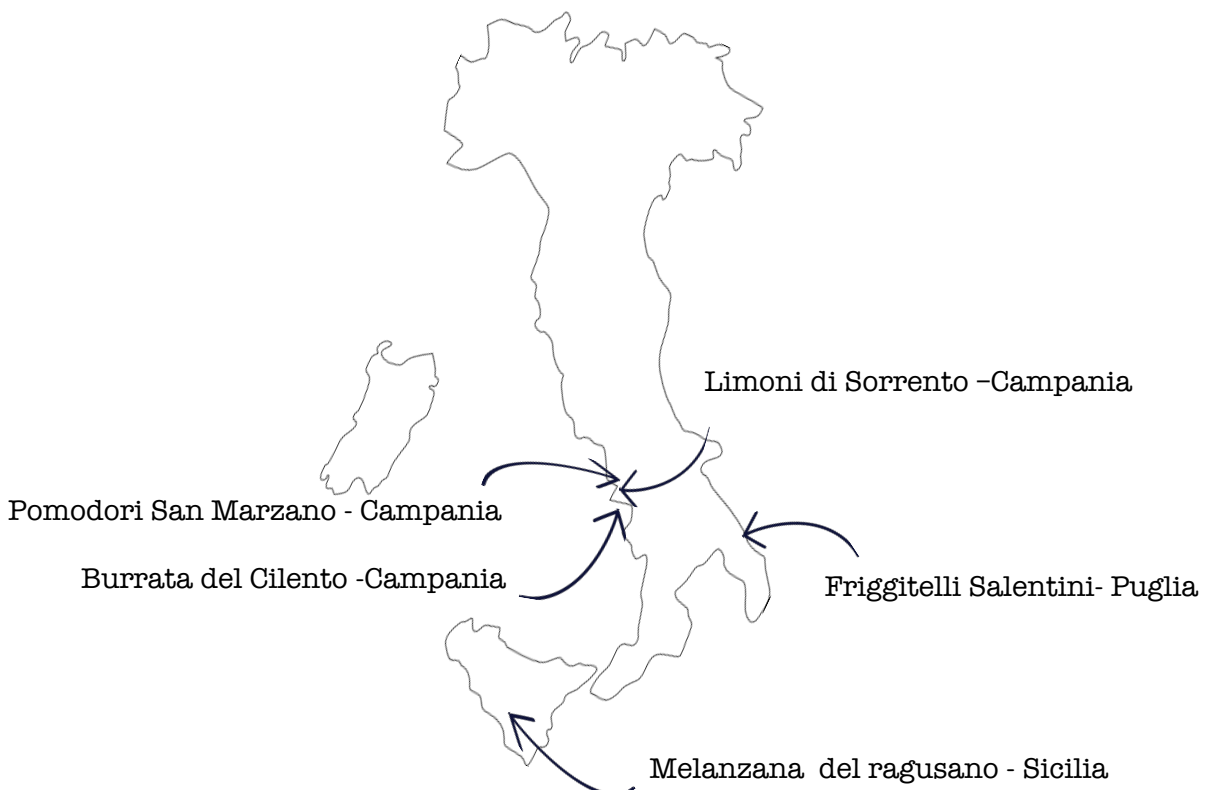 Limoni di Sorrento –Campania
Pomodori San Marzano - Campania
Burrata del Cilento -Campania
Friggitelli Salentini- Puglia
Melanzana del ragusano - Sicilia